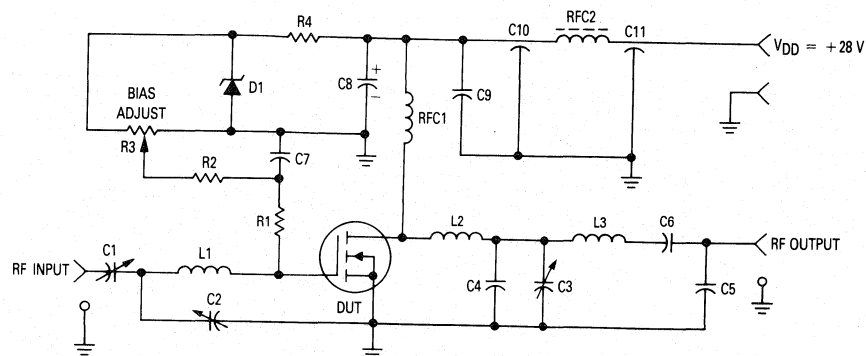 R4
C10
RFC2
C11
V_DD = +28 V
D1
C8
+
–
C9
BIAS
ADJUST
RFC1
R3
R2
C7
R1
L2
L3
C6
C1
L1
RF INPUT
RF OUTPUT
C2
DUT
C4
C3
C5